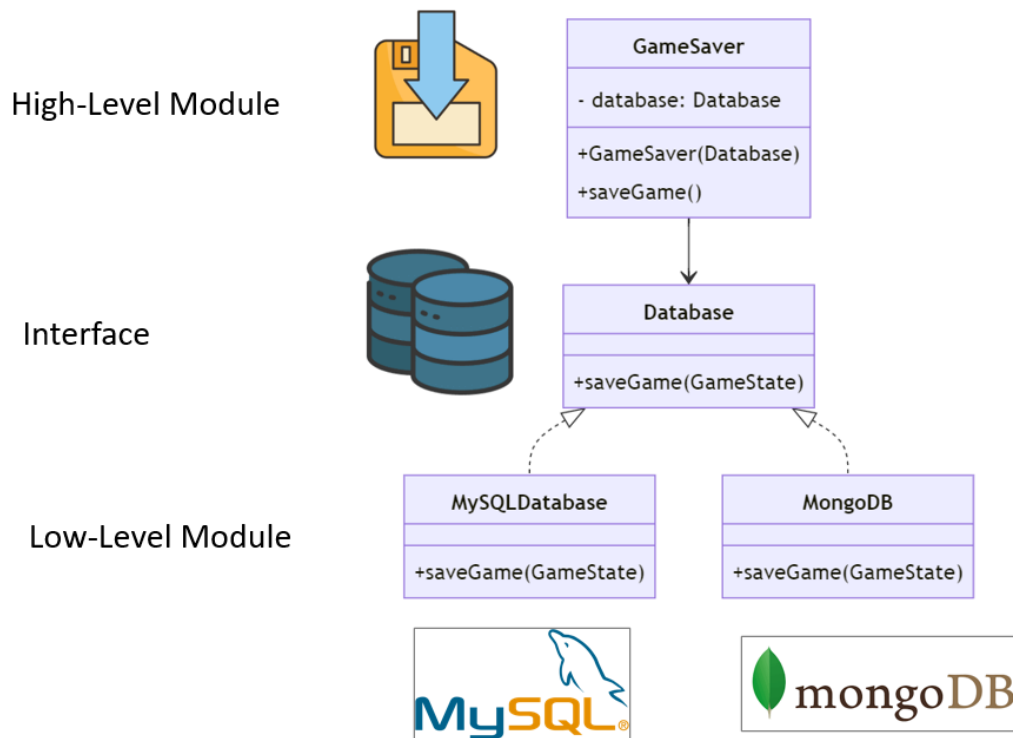 High-Level Module
GameSaver
- database: Database
+GameSaver(Database)
+saveGame()
Interface
Database
+saveGame(GameState)
Low-Level Module
MySQLDatabase
+saveGame(GameState)
MongoDB
+saveGame(GameState)
MySQL®
mongoDB